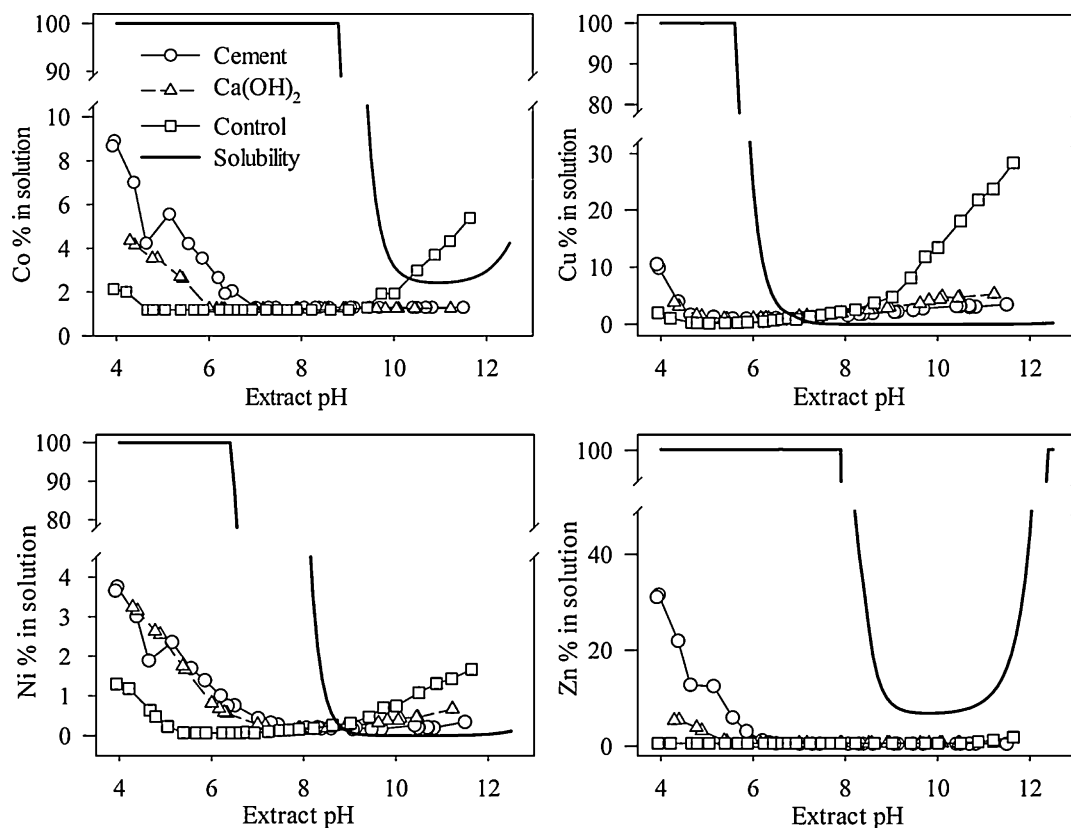 100
90
10
8
6
4
2
0
Co % in solution
Cement
Ca(OH)2
Control
Solubility
4 6 8 10 12
Extract pH
100
80
30
20
10
0
Cu % in solution
4 6 8 10 12
Extract pH
100
90
80
4
3
2
1
0
Ni % in solution
4 6 8 10 12
Extract pH
100
40
20
0
Zn % in solution
4 6 8 10 12
Extract pH